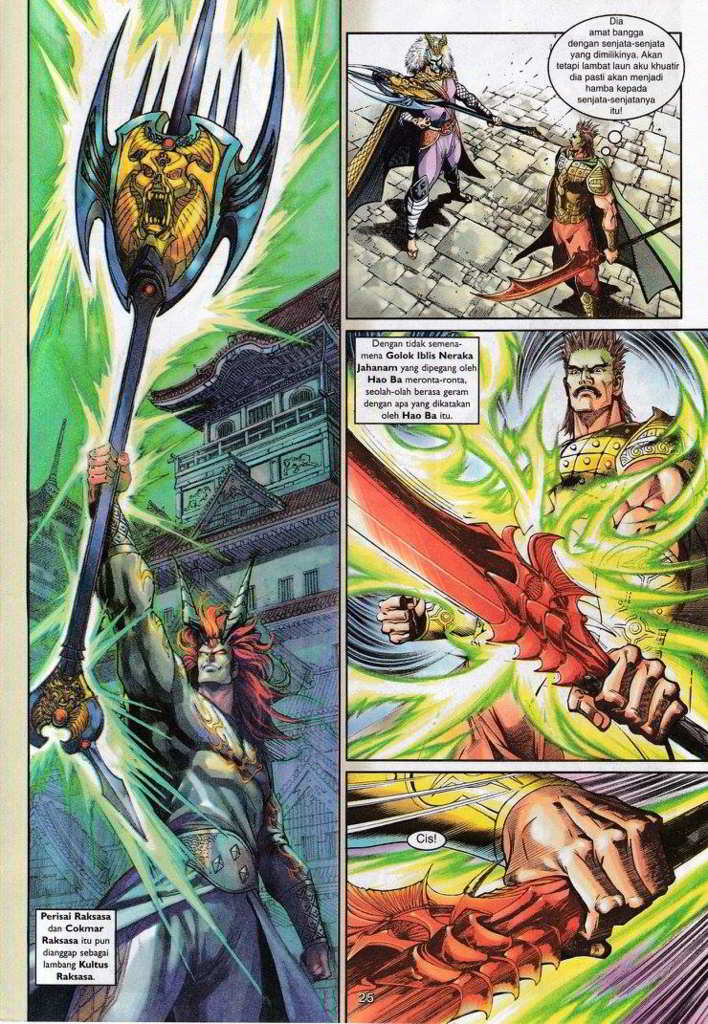 Perisai Raksasa
dan Cokmar
Raksasa itu pun
dianggap sebagai
lambang Kultus
Raksasa.
Dia
amat bangga
dengan senjata-senjata
yang dimilikinya. Akan
tetapi lambat laun aku khuatir
dia pasti akan menjadi
hamba kepada
senjata-senjatanya
itu!
Dengan tidak semena-
mena Golok Iblis Neraka
Jahanam yang dipegang oleh
Hao Ba meronta-ronta,
seolah-olah berasa geram
dengan apa yang dikatakan
oleh Hao Ba itu.
Cis!
25